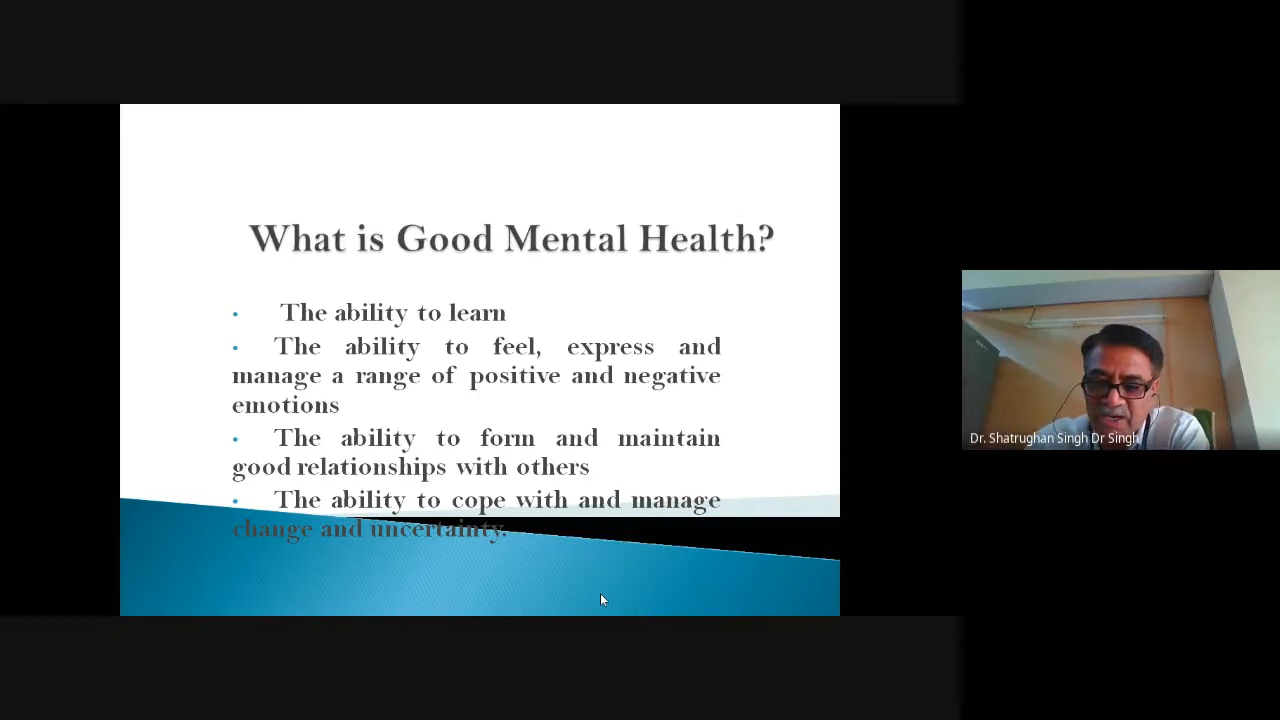 What is Good Mental Health?
• The ability to learn
• The ability to feel, express and
manage a range of positive and negative
emotions
• The ability to form and maintain
good relationships with others
• The ability to cope with and manage
change and uncertainty.
Dr. Shatrughan Singh Dr Singh